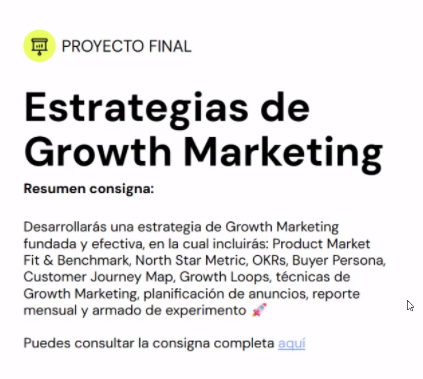 PROYECTO FINAL
Estrategias de
Growth Marketing
Resumen consigna:
Desarrollarás una estrategia de Growth Marketing
fundada y efectiva, en la cual incluirás: Product Market
Fit & Benchmark, North Star Metric, OKRs, Buyer Persona,
Customer Journey Map, Growth Loops, técnicas de
Growth Marketing, planificación de anuncios, reporte
mensual y armado de experimento 🚀
Puedes consultar la consigna completa aquí